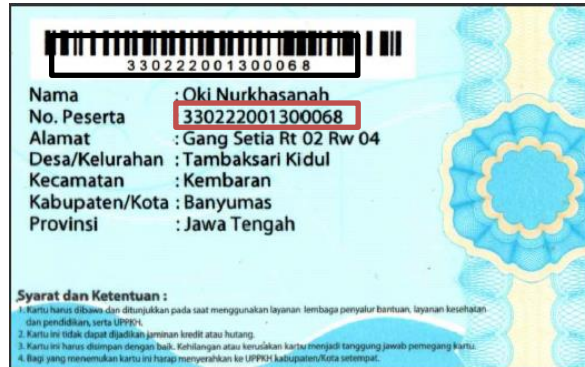 330222001300068
Nama : Oki Nurkhasanah
No. Peserta 330222001300068
Alamat : Gang Setia Rt 02 Rw 04
Desa/Kelurahan : Tambaksari Kidul
Kecamatan : Kembaran
Kabupaten/Kota : Banyumas
Provinsi : Jawa Tengah
Syarat dan Ketentuan :
1. Kartu harus dibawa dan ditunjukkan pada saat menggunakan layanan lembaga penyalur bantuan, layanan kesehatan
dan pendidikan, serta UPPKH.
2. Kartu ini tidak dapat dijadikan jaminan kredit atau hutang.
3. Kartu ini harus disimpan dengan baik. Kehilangan atau kerusakan kartu menjadi tanggung jawab pemegang kartu.
4. Bagi yang menemukan kartu ini harap menyerahkan ke UPPKH kabupaten/Kota setempat.